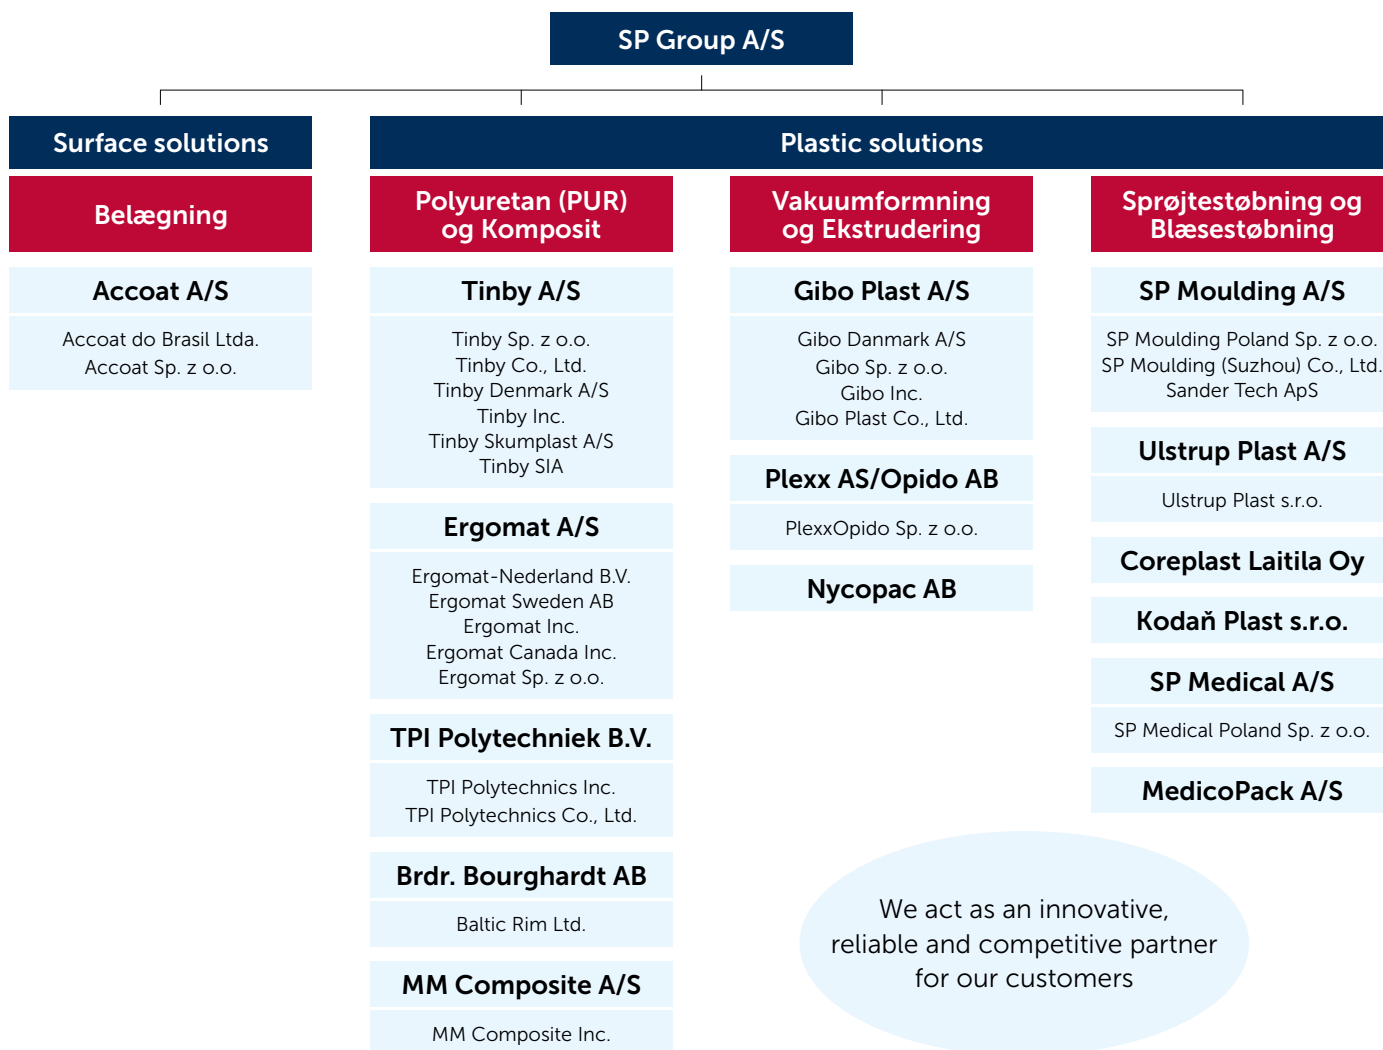 SP Group A/S
Surface solutions
Plastic solutions
Belægning
Accoat A/S
Accoat do Brasil Ltda.
Accoat Sp. z o.o.
Polyuretan (PUR)
og Komposit
Tinby A/S
Tinby Sp. z o.o.
Tinby Co., Ltd.
Tinby Denmark A/S
Tinby Inc.
Tinby Skumplast A/S
Tinby SIA
Ergomat A/S
Ergomat-Nederland B.V.
Ergomat Sweden AB
Ergomat Inc.
Ergomat Canada Inc.
Ergomat Sp. z o.o.
TPI Polytechniek B.V.
TPI Polytechnics Inc.
TPI Polytechnics Co., Ltd.
Brdr. Bourghardt AB
Baltic Rim Ltd.
MM Composite A/S
MM Composite Inc.
Vakuumformning
og Ekstrudering
Gibo Plast A/S
Gibo Danmark A/S
Gibo Sp. z o.o.
Gibo Inc.
Gibo Plast Co., Ltd.
Plexx AS/Opido AB
PlexxOpido Sp. z o.o.
Nycopac AB
Sprøjtestøbning og
Blæsestøbning
SP Moulding A/S
SP Moulding Poland Sp. z o.o.
SP Moulding (Suzhou) Co., Ltd.
Sander Tech ApS
Ulstrup Plast A/S
Ulstrup Plast s.r.o.
Coreplast Laitila Oy
Kodaň Plast s.r.o.
SP Medical A/S
SP Medical Poland Sp. z o.o.
MedicoPack A/S
We act as an innovative,
reliable and competitive partner
for our customers